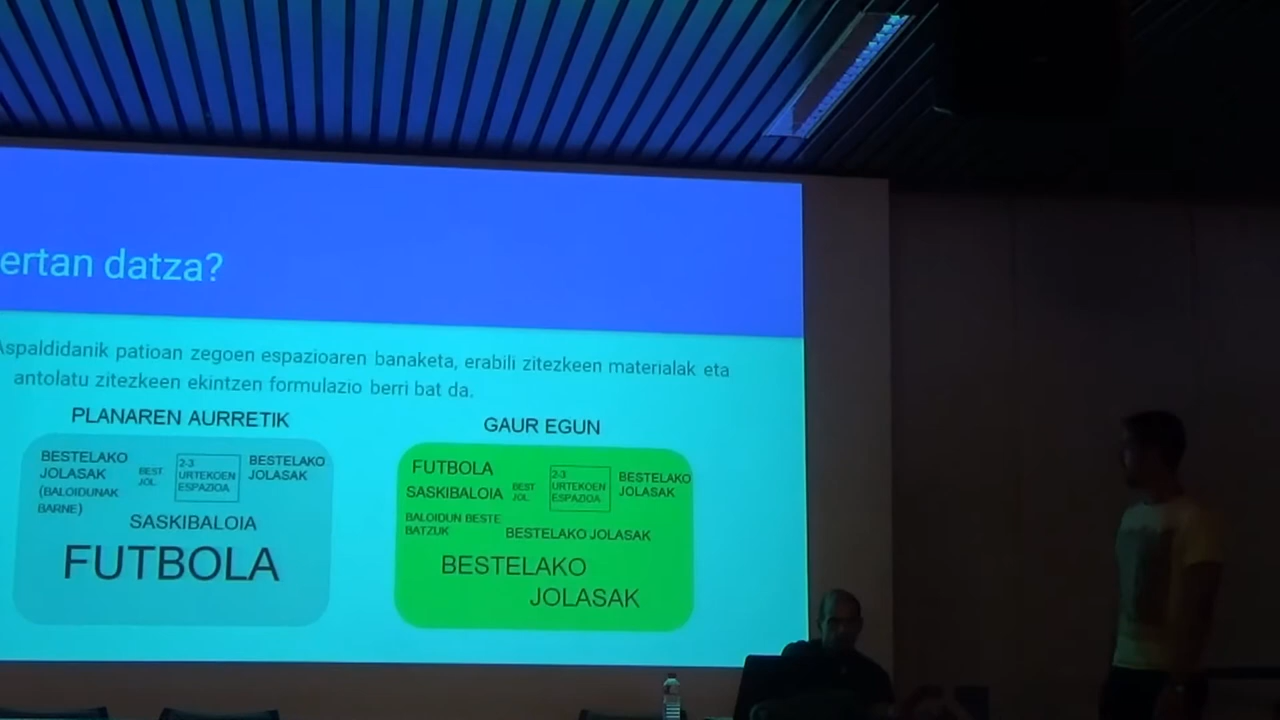 ertan datza?
Aspaldidanik patioan zegoen espazioaren banaketa, erabili zitezkeen materialak eta
antolatu zitezkeen ekintzen formulazio berri bat da.
PLANAREN AURRETIK
BESTELAKO
JOLASAK
(BALOIDUNAK
BARNE)
BEST.
JOL.
2-3
URTEKOEN
ESPAZIOA
BESTELAKO
JOLASAK
SASKIBALOIA
FUTBOLA
GAUR EGUN
FUTBOLA
SASKIBALOIA
BEST
JOL.
2-3
URTEKOEN
ESPAZIOA
BESTELAKO
JOLASAK
BALOIDUN BESTE
BATZUK
BESTELAKO JOLASAK
BESTELAKO
JOLASAK